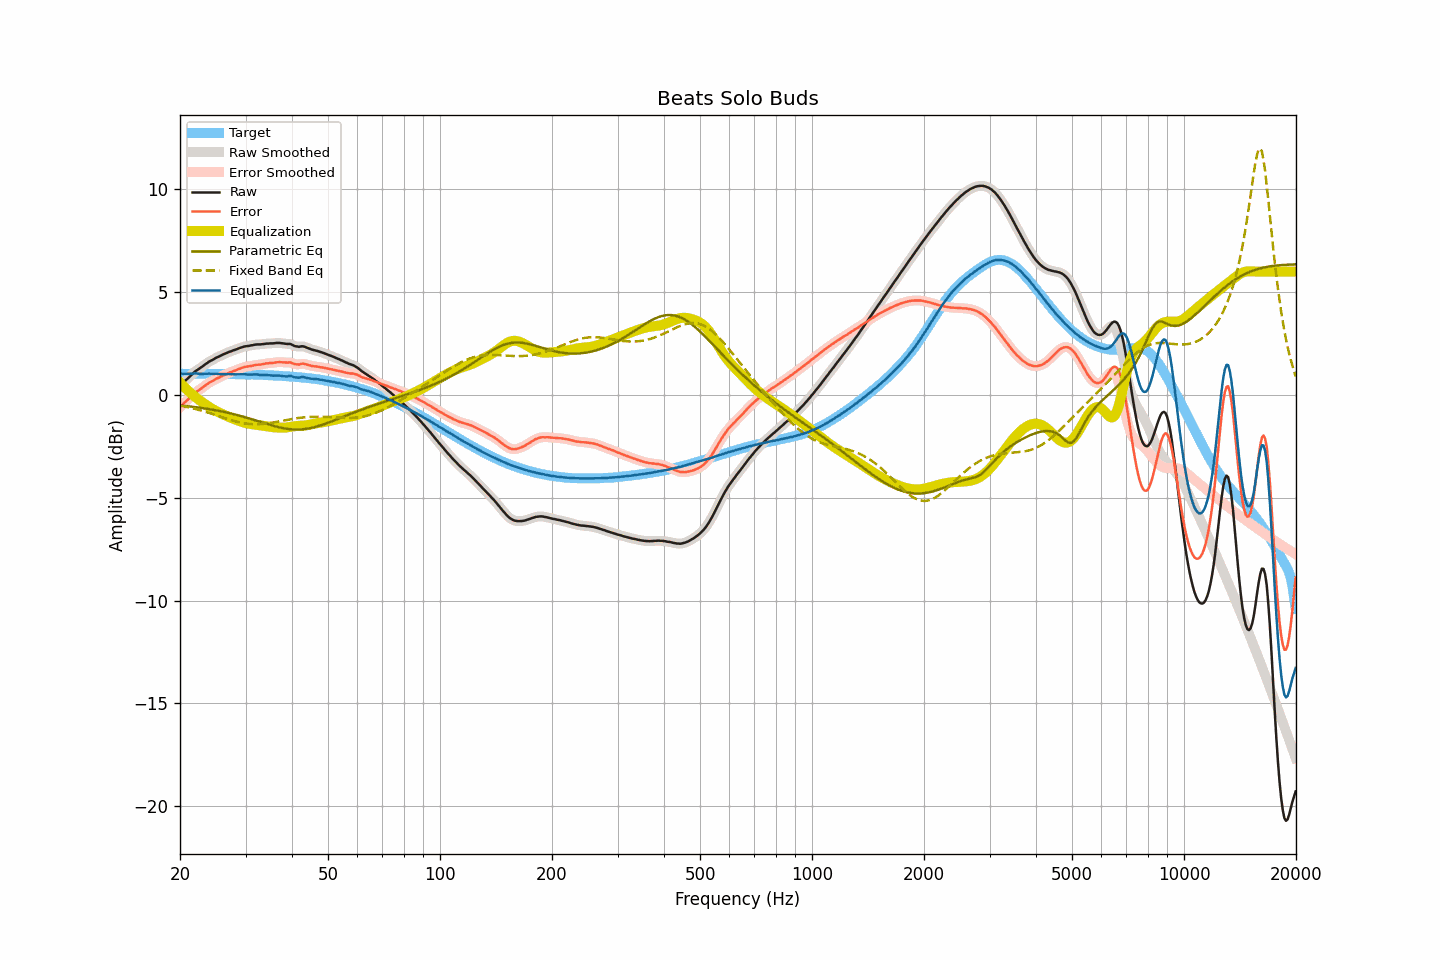 Beats Solo Buds
Target
Raw Smoothed
Error Smoothed
Raw
Error
Equalization
Parametric Eq
Fixed Band Eq
Equalized
10
5
0
−5
−10
−15
−20
Amplitude (dBr)
20 50 100 200 500 1000 2000 5000 10000 20000
Frequency (Hz)